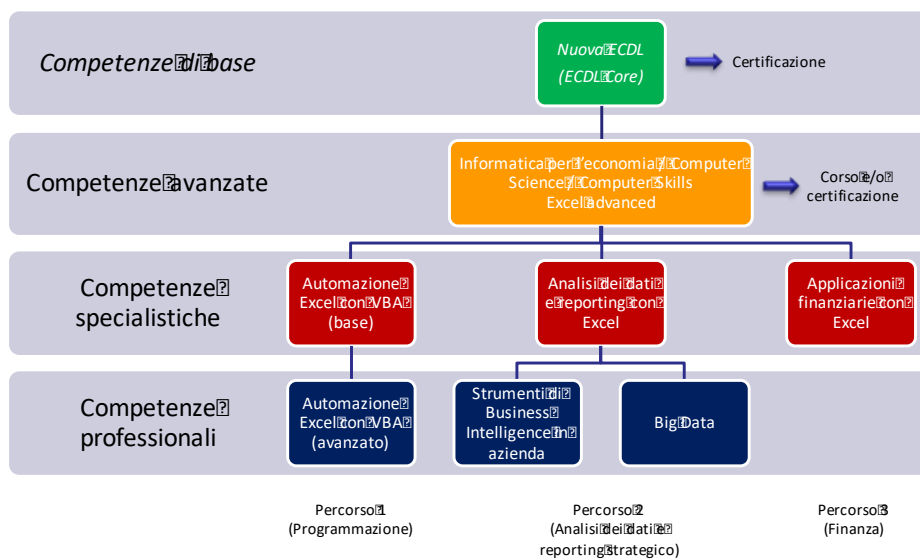 Competenze di base
Nuova ECDL
(ECDL Core)
Certificazione
Competenze avanzate
Informatica per l'economia / Computer
Science / Computer Skills
Excel advanced
Corso e/o
certificazione
Competenze
specialistiche
Automazione
Excel con VBA
(base)
Analisi dei dati
e reporting con
Excel
Applicazioni
finanziarie con
Excel
Competenze
professionali
Automazione
Excel con VBA
(avanzato)
Strumenti di
Business
Intelligence in
azienda
Big Data
Percorso 1
(Programmazione)
Percorso 2
(Analisi dei dati e
reporting strategico)
Percorso 3
(Finanza)